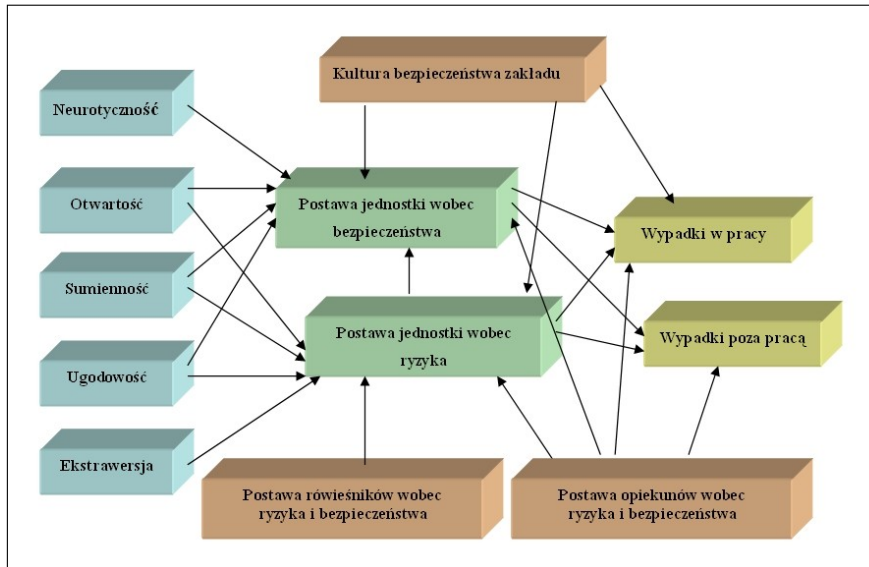 Kultura bezpieczeństwa zakładu
Neurotyczność
Otwartość
Sumienność
Ugodowość
Ekstrawersja
Postawa jednostki wobec
bezpieczeństwa
Postawa jednostki wobec
ryzyka
Wypadki w pracy
Wypadki poza pracą
Postawa rówieśników wobec
ryzyka i bezpieczeństwa
Postawa opiekunów wobec
ryzyka i bezpieczeństwa